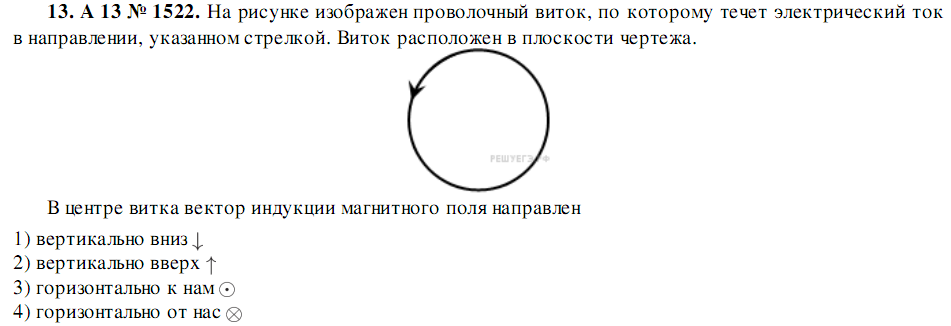 13. А 13 № 1522. На рисунке изображен проволочный виток, по которому течет электрический ток
в направлении, указанном стрелкой. Виток расположен в плоскости чертежа.
РЕШУЕГЭ.РФ
В центре витка вектор индукции магнитного поля направлен
1) вертикально вниз ↓
2) вертикально вверх ↑
3) горизонтально к нам ⊙
4) горизонтально от нас ⊗